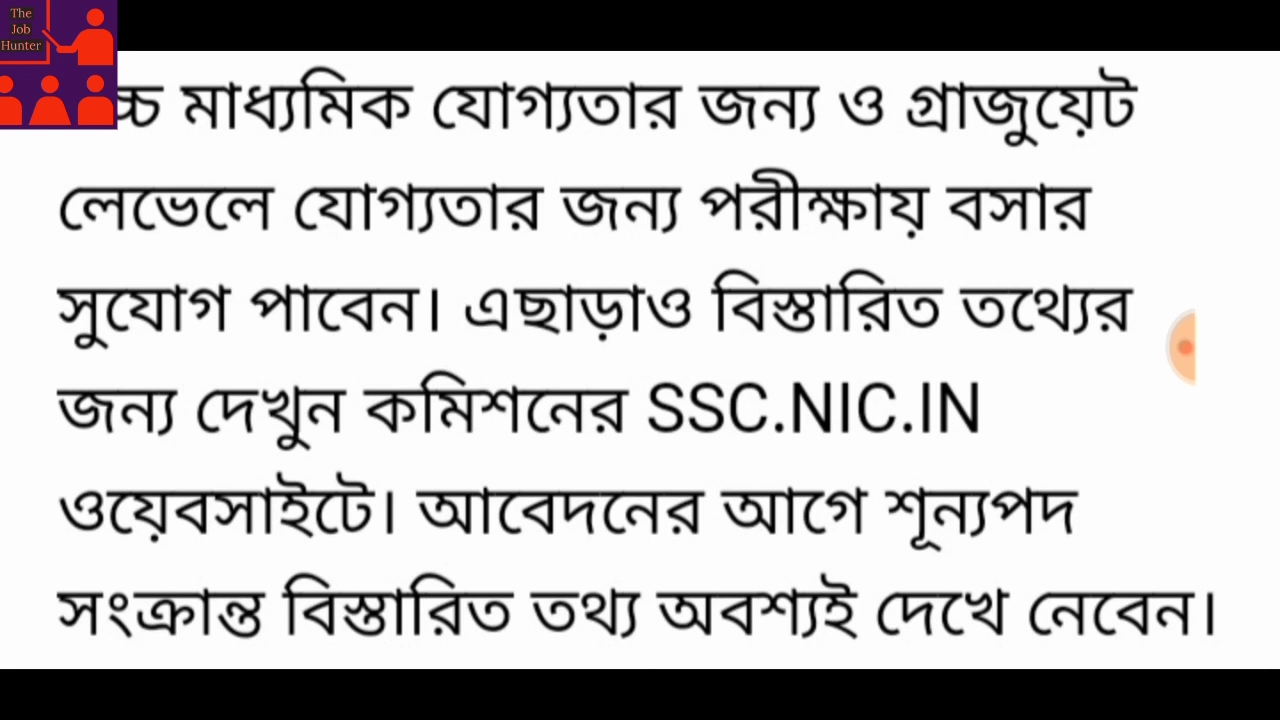 The
Job
Hunter
মাধ্যমিক যোগ্যতার জন্য ও গ্রাজুয়েট
লেভেলে যোগ্যতার জন্য পরীক্ষায় বসার
সুযোগ পাবেন। এছাড়াও বিস্তারিত তথ্যের
জন্য দেখুন কমিশনের SSC.NIC.IN
ওয়েবসাইটে। আবেদনের আগে শূন্যপদ
সংক্রান্ত বিস্তারিত তথ্য অবশ্যই দেখে নেবেন।